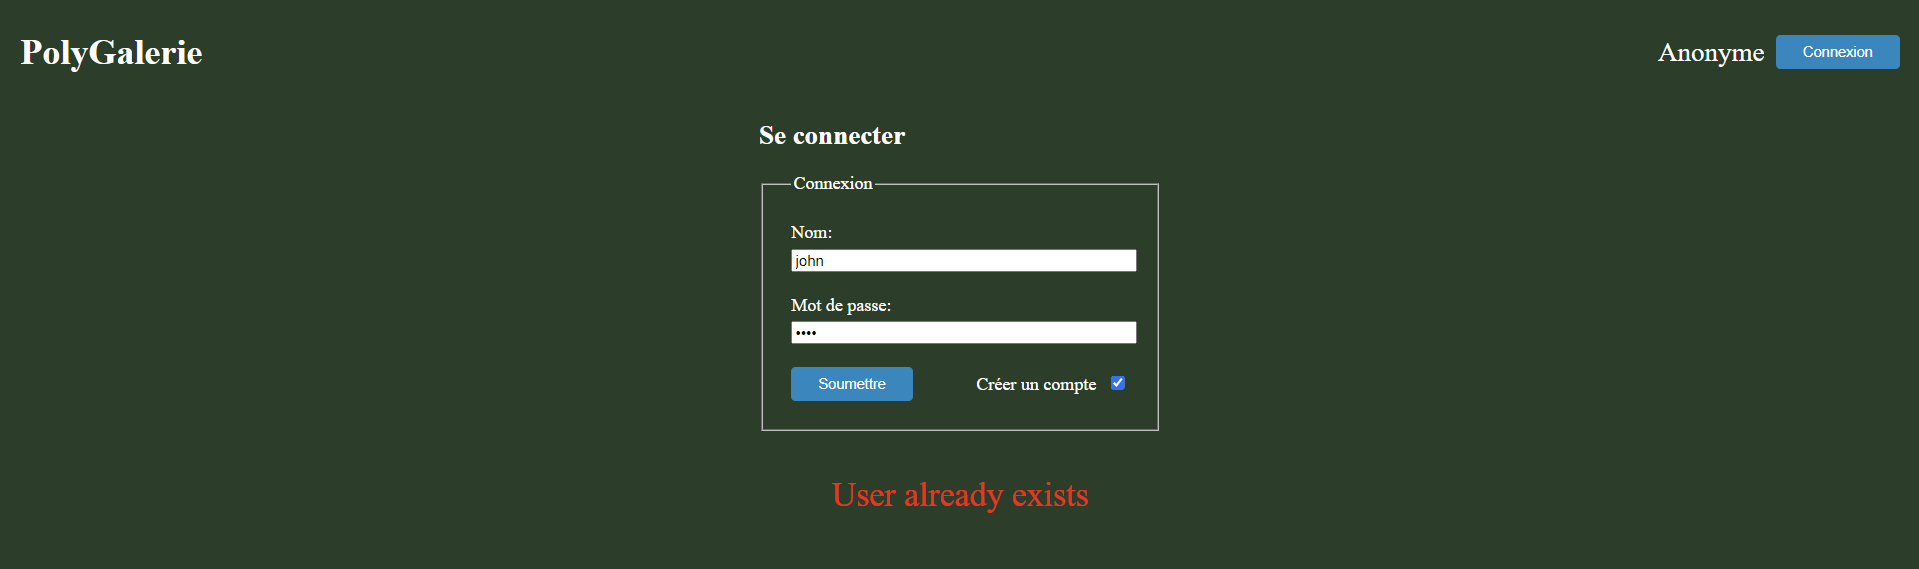 PolyGalerie
Anonyme Connexion
Se connecter
Connexion
Nom:
john
Mot de passe:
••••
Soumettre Créer un compte
User already exists